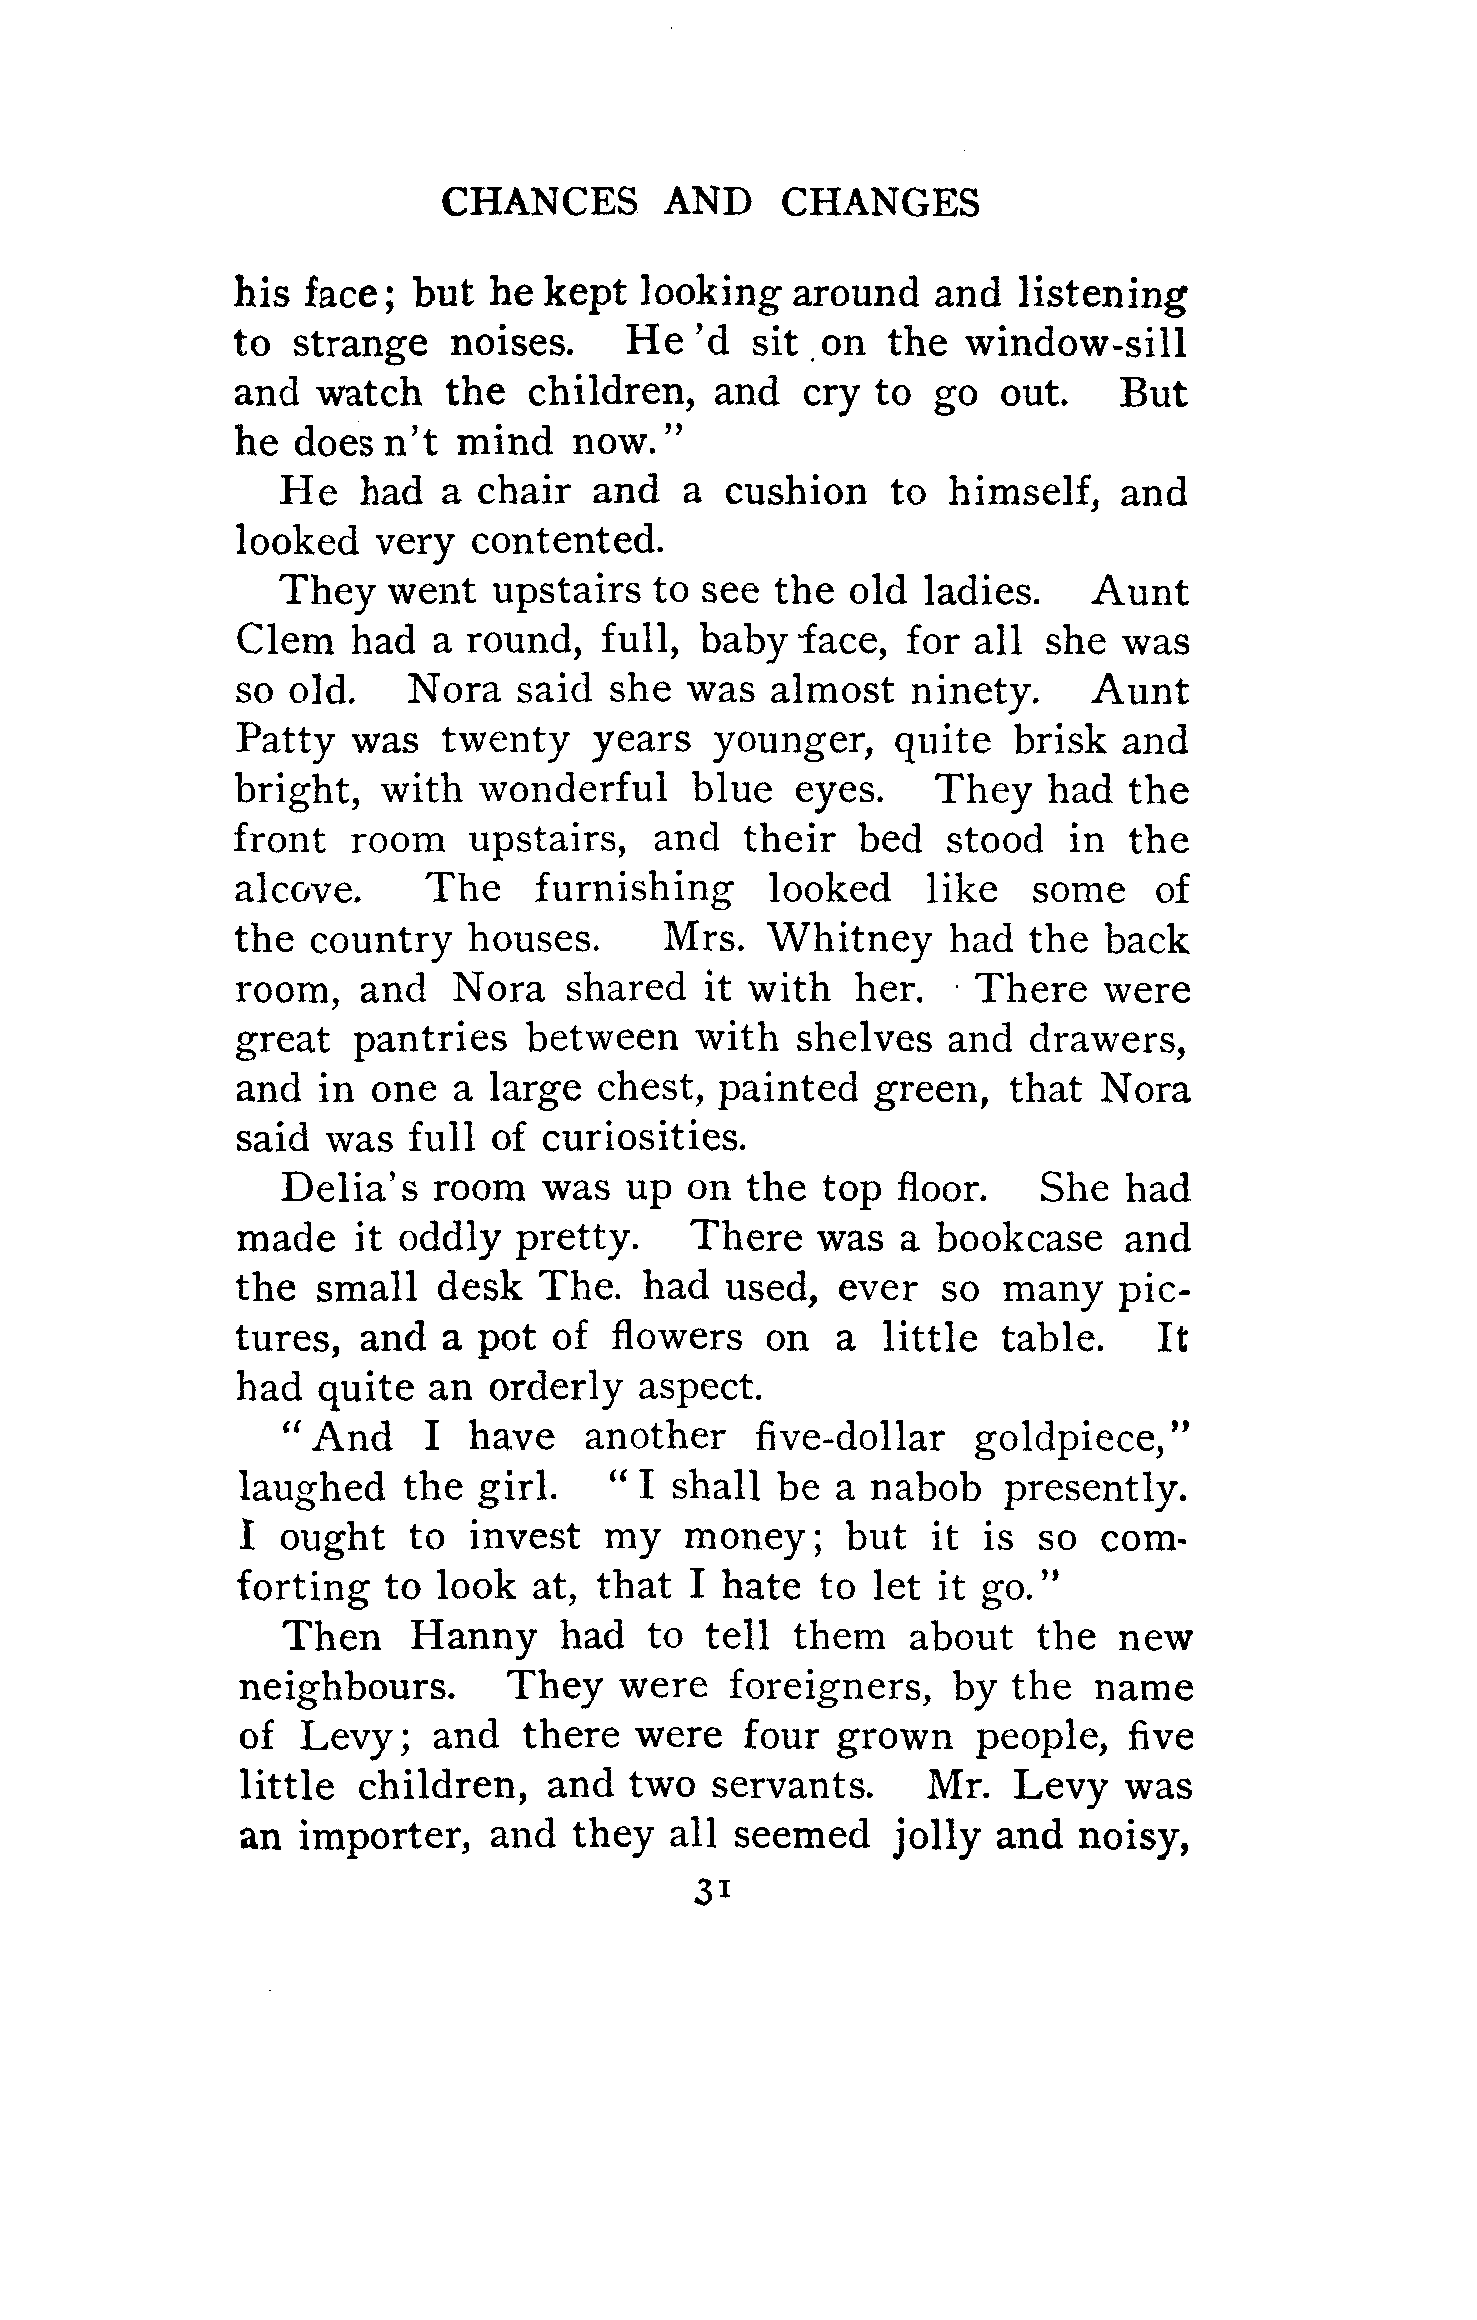 CHANCES AND CHANGES
his face; but he kept looking around and listening
to strange noises. He 'd sit on the window-sill
and watch the children, and cry to go out. But
he does n't mind now."
He had a chair and a cushion to himself, and
looked very contented.
They went upstairs to see the old ladies. Aunt
Clem had a round, full, baby face, for all she was
so old. Nora said she was almost ninety. Aunt
Patty was twenty years younger, quite brisk and
bright, with wonderful blue eyes. They had the
front room upstairs, and their bed stood in the
alcove. The furnishing looked like some of
the country houses. Mrs. Whitney had the back
room, and Nora shared it with her. There were
great pantries between with shelves and drawers,
and in one a large chest, painted green, that Nora
said was full of curiosities.
Delia's room was up on the top floor. She had
made it oddly pretty. There was a bookcase and
the small desk The. had used, ever so many pic-
tures, and a pot of flowers on a little table. It
had quite an orderly aspect.
"And I have another five-dollar goldpiece,"
laughed the girl. "I shall be a nabob presently.
I ought to invest my money; but it is so com-
forting to look at, that I hate to let it go."
Then Hanny had to tell them about the new
neighbours. They were foreigners, by the name
of Levy; and there were four grown people, five
little children, and two servants. Mr. Levy was
an importer, and they all seemed jolly and noisy,
31